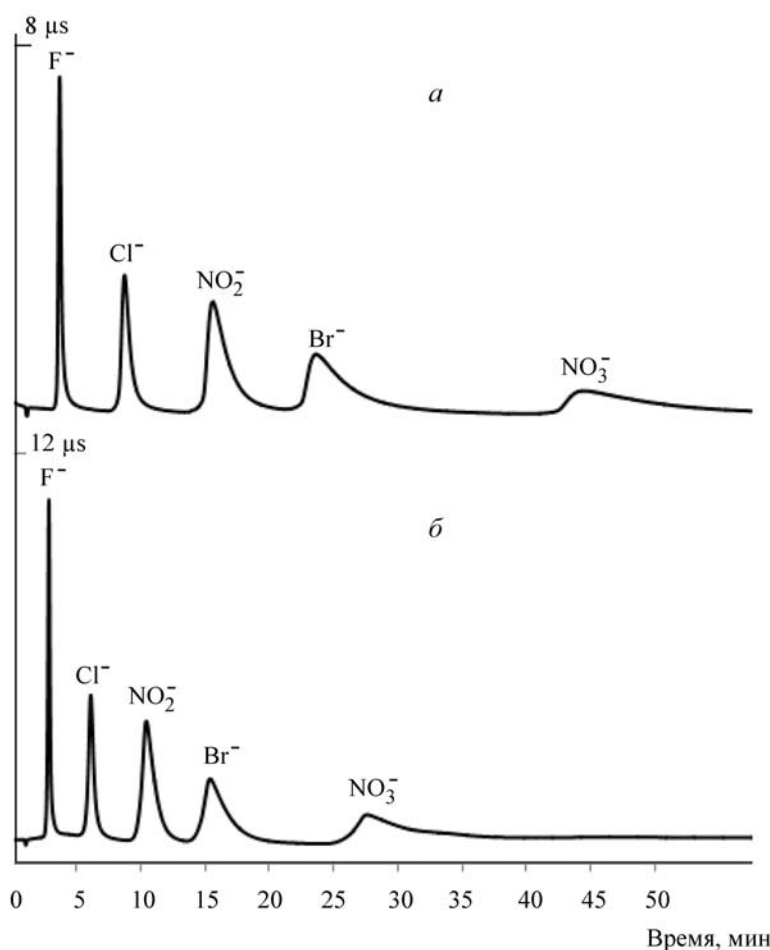 8 μs
F⁻
а
Cl⁻
NO₂⁻
Br⁻
NO₃⁻
12 μs
F⁻
б
Cl⁻
NO₂⁻
Br⁻
NO₃⁻
0 5 10 15 20 25 30 35 40 45 50
Время, мин